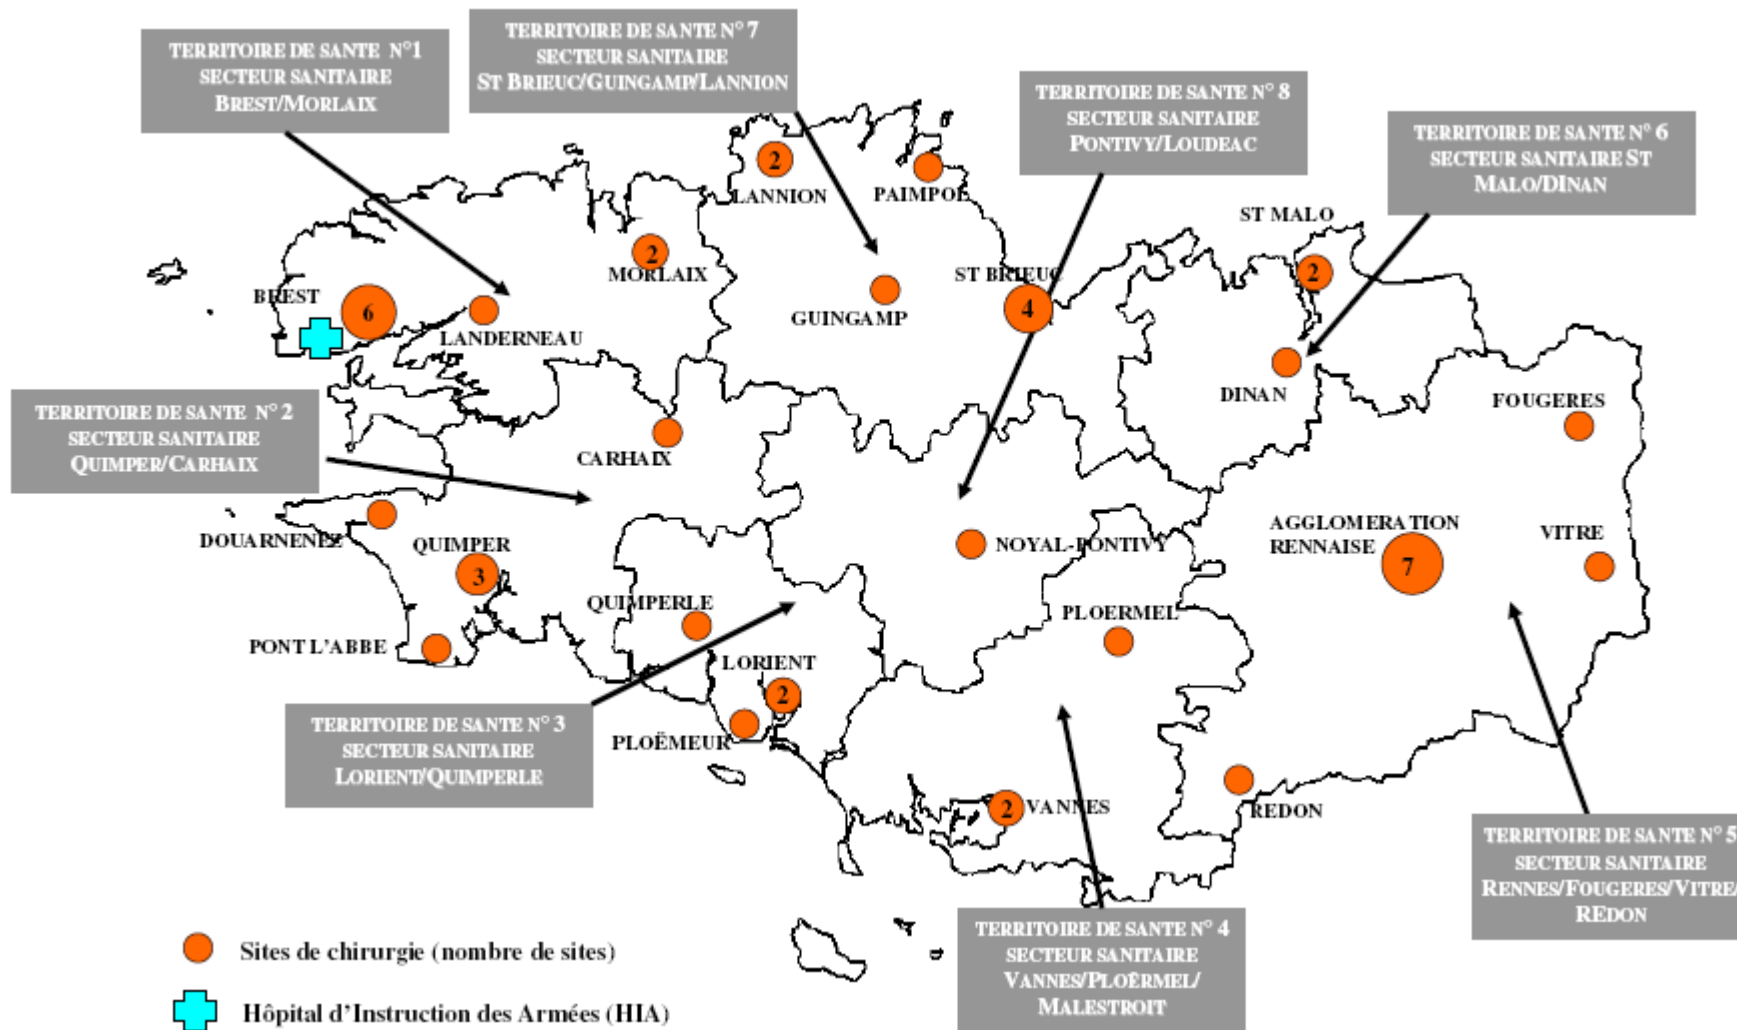 TERRITOIRE DE SANTE N°1
SECTEUR SANITAIRE
BREST/MORLAIX
TERRITOIRE DE SANTE N° 7
SECTEUR SANITAIRE
ST BRIEUC/GUINGAMP/LANNION
TERRITOIRE DE SANTE N° 8
SECTEUR SANITAIRE
PONTIVY/LOUDEAC
TERRITOIRE DE SANTE N° 6
SECTEUR SANITAIRE ST
MALO/DINAN
2
LANNION
PAIMPOL
ST MALO
2
MORLAIX
2
BREST
6
LANDERNEAU
GUINGAMP
ST BRIEUC
4
DINAN
FOUGERES
TERRITOIRE DE SANTE N° 2
SECTEUR SANITAIRE
QUIMPER/CARHAIX
CARHAIX
DOUARNENEZ
QUIMPER
3
NOYAL-PONTIVY
AGGLOMERATION
RENNAISE
7
VITRE
QUIMPERLE
PLOERMEL
PONT L'ABBE
LORIENT
2
PLOËMEUR
TERRITOIRE DE SANTE N° 3
SECTEUR SANITAIRE
LORIENT/QUIMPERLE
2
VANNES
REDON
TERRITOIRE DE SANTE N° 5
SECTEUR SANITAIRE
RENNES/FOUGERES/VITRE/
REDON
TERRITOIRE DE SANTE N° 4
SECTEUR SANITAIRE
VANNES/PLOËRMEL/
MALESTROIT
Sites de chirurgie (nombre de sites)
Hôpital d'Instruction des Armées (HIA)